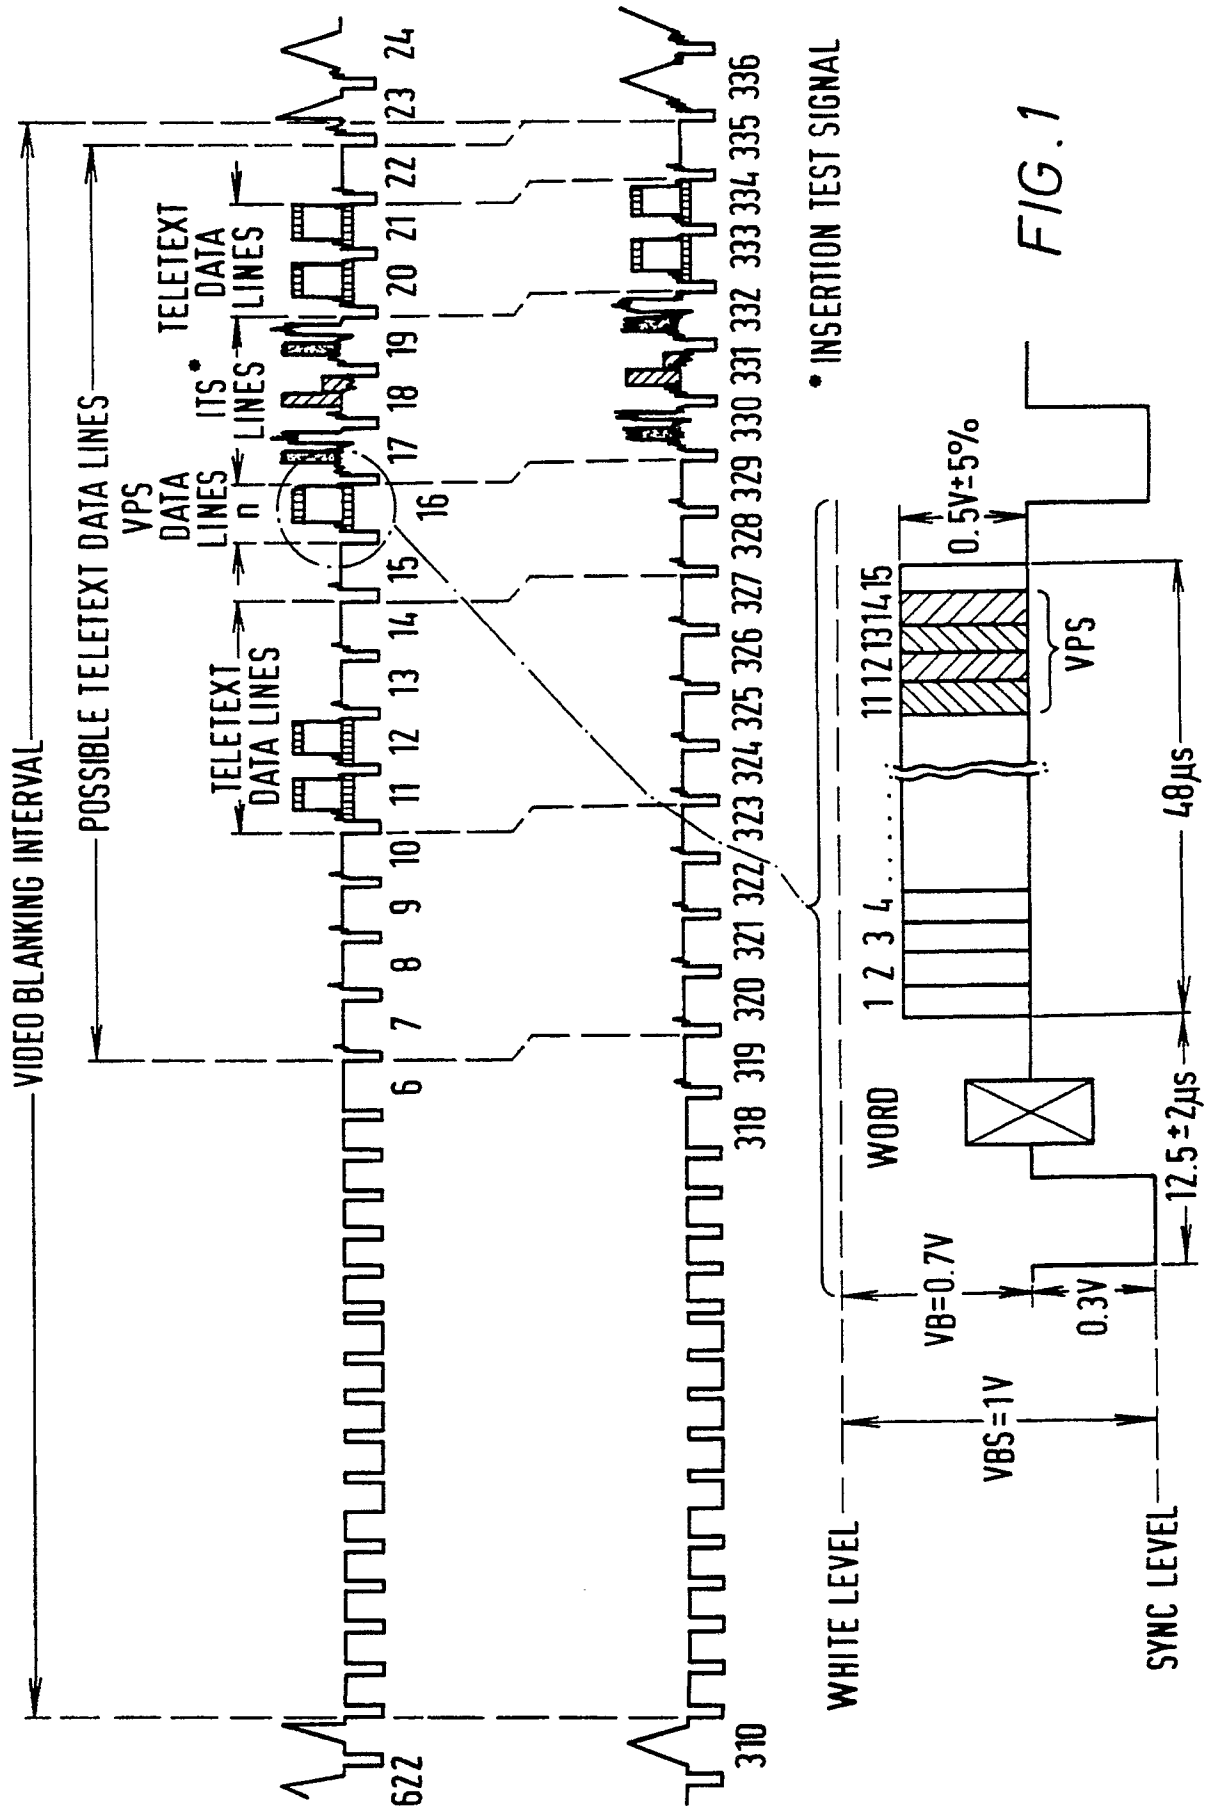 VIDEO BLANKING INTERVAL
POSSIBLE TELETEXT DATA LINES
TELETEXT
DATA LINES
VPS
DATA
LINES
n
ITS*
LINES
TELETEXT
DATA
LINES
622 6 7 8 9 10 11 12 13 14 15 16 17 18 19 20 21 22 23 24
310 318 319 320 321 322 323 324 325 326 327 328 329 330 331 332 333 334 335 336
* INSERTION TEST SIGNAL
WHITE LEVEL
WORD 1 2 3 4 ..... 11 12 13 14 15
VBS=1V
VB=0.7V
0.5V±5%
0.3V
VPS
SYNC LEVEL
12.5±2µs
48µs
FIG. 1